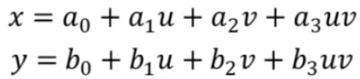 x = a₀ + a₁u + a₂v + a₃uv
y = b₀ + b₁u + b₂v + b₃uv